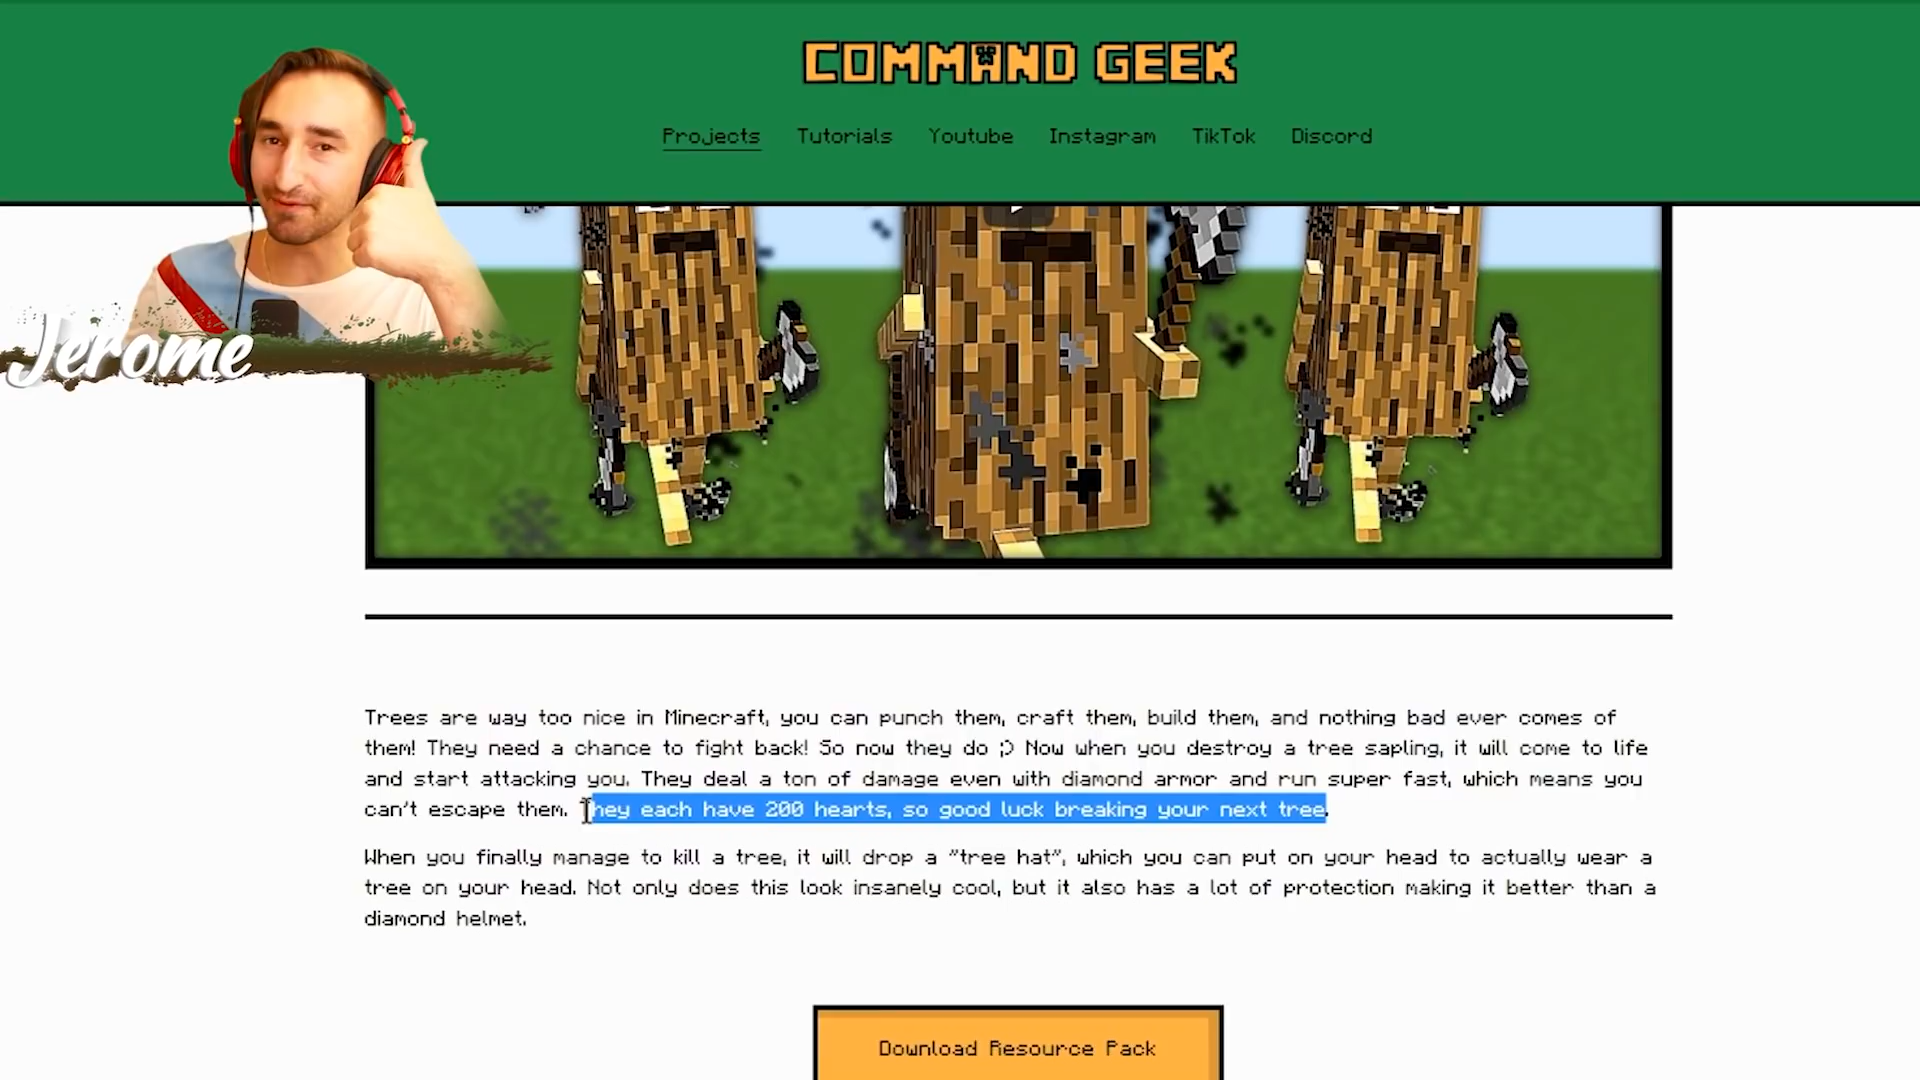 COMMAND GEEK
Projects Tutorials Youtube Instagram TikTok Discord
Jerome
Trees are way too nice in Minecraft, you can punch them, craft them, build them, and nothing bad ever comes of
them! They need a chance to fight back! So now they do ;) Now when you destroy a tree sapling, it will come to life
and start attacking you. They deal a ton of damage even with diamond armor and run super fast, which means you
can't escape them. They each have 200 hearts, so good luck breaking your next tree.
When you finally manage to kill a tree, it will drop a "tree hat", which you can put on your head to actually wear a
tree on your head. Not only does this look insanely cool, but it also has a lot of protection making it better than a
diamond helmet.
Download Resource Pack